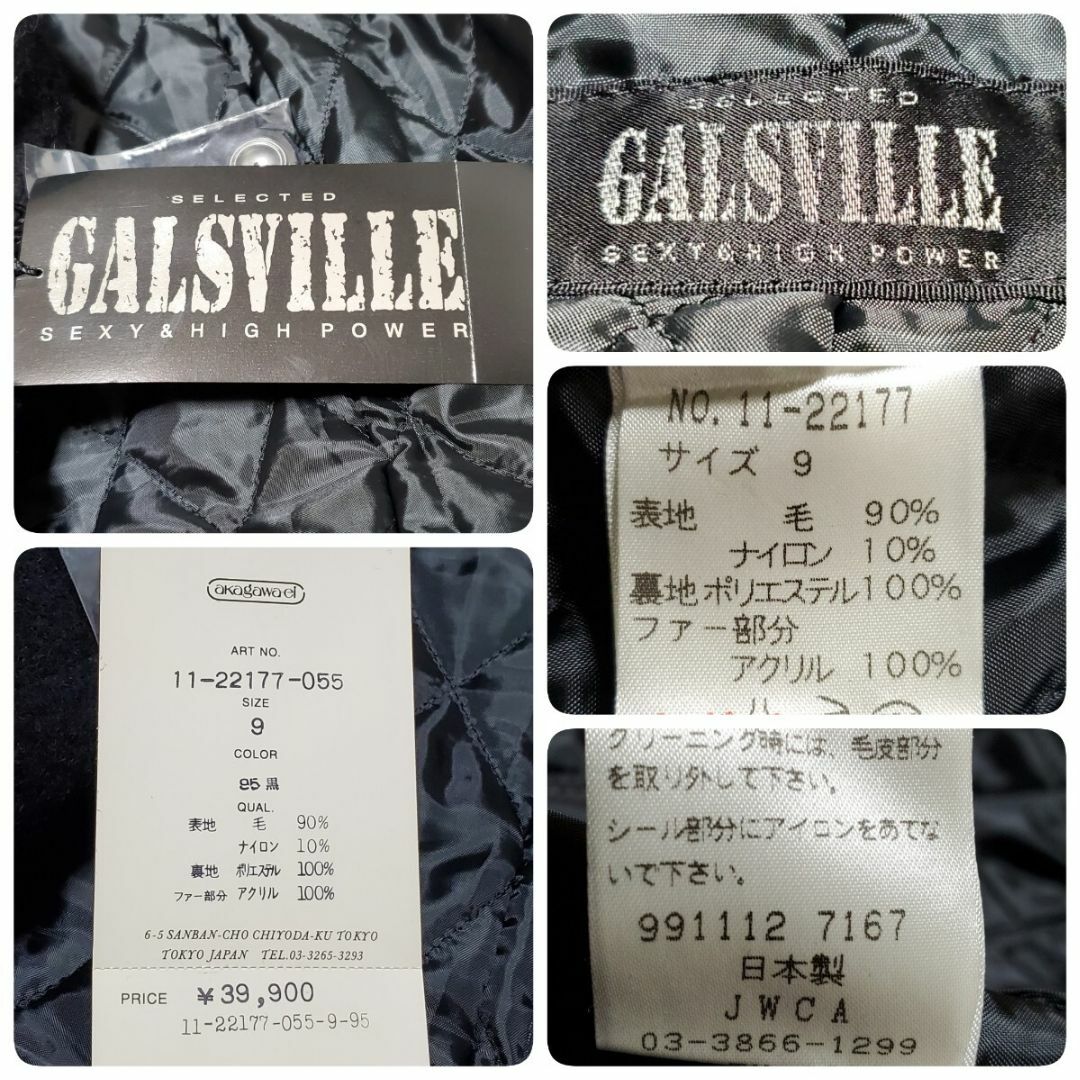 SELECTED
GALSVILLE
SEXY & HIGH POWER
SELECTED
GALSVILLE
SEXY & HIGH POWER
NO. 11-22177
サイズ 9
表地 毛 90%
ナイロン 10%
裏地 ポリエステル 100%
ファー部分
アクリル 100%
akagawa ei
ART NO.
11-22177-055
SIZE
9
COLOR
95 黒
QUAL.
表地 毛 90%
ナイロン 10%
裏地 ポリエステル 100%
ファー部分 アクリル 100%
6-5 SANBAN-CHO CHIYODA-KU TOKYO
TOKYO JAPAN TEL.03-3265-3293
PRICE ¥39,900
11-22177-055-9-95
クリーニング時には、毛皮部分
を取り外して下さい。
シール部分にアイロンをあてな
いで下さい。
991112 7167
日本製
JWCA
03-3866-1299